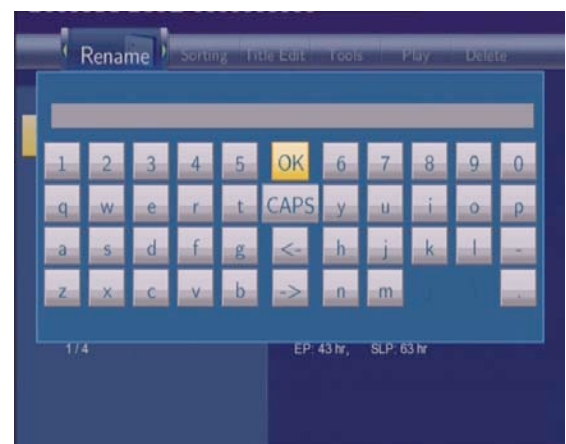 Rename Sorting Title Edit Tools Play Delete
1 2 3 4 5 OK 6 7 8 9 0
q w e r t CAPS y u i o p
a s d f g <- h j k l -
z x c v b -> n m .
1/4 EP: 43 hr, SLP: 63 hr